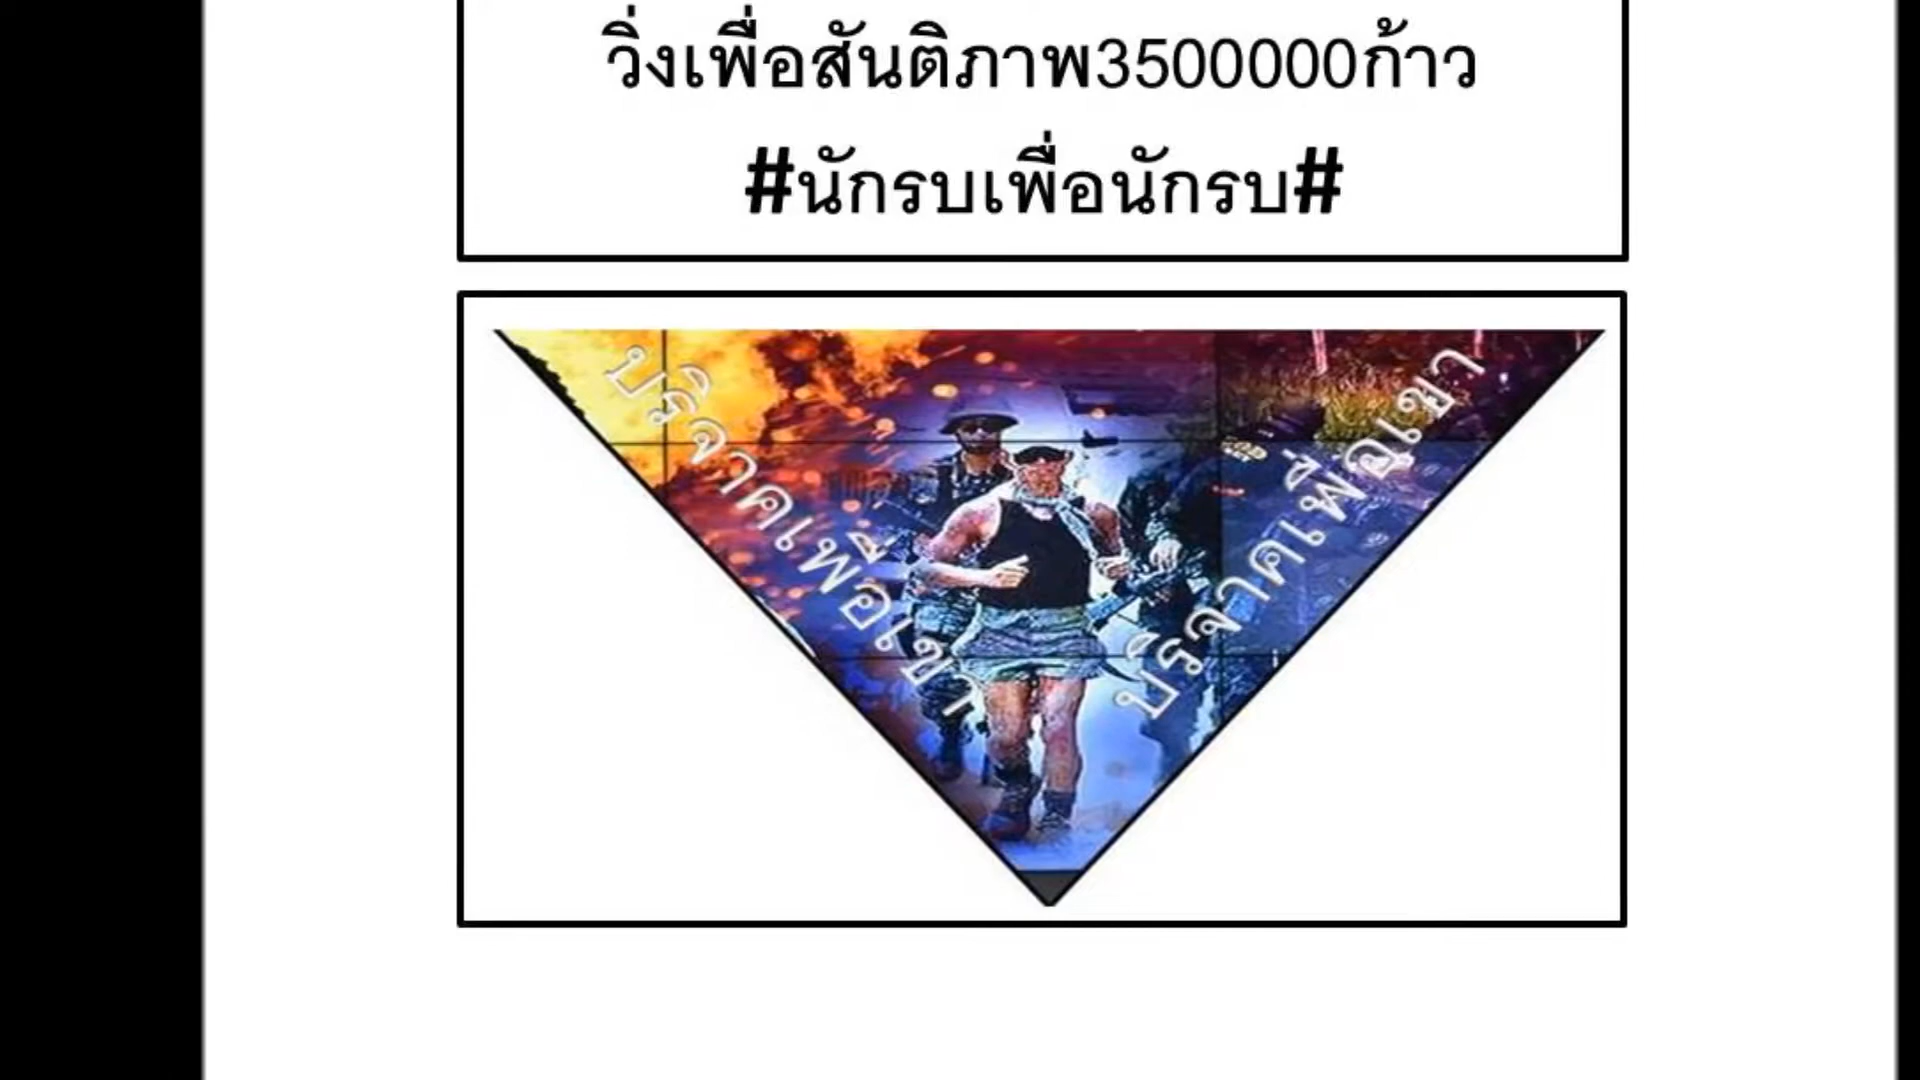 วิ่งเพื่อสันติภาพ3500000ก้าว
#นักรบเพื่อนักรบ#
บริจาคเพื่อเขา
บริจาคเพื่อเขา